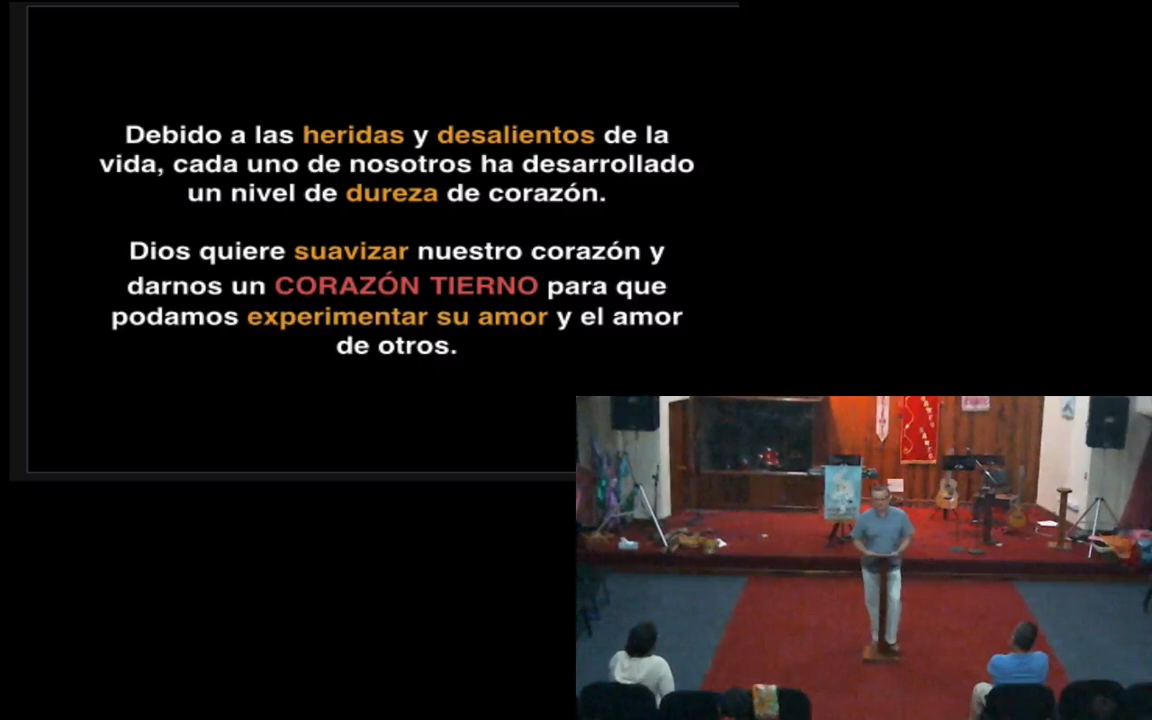 Debido a las heridas y desalientos de la
vida, cada uno de nosotros ha desarrollado
un nivel de dureza de corazón.
Dios quiere suavizar nuestro corazón y
darnos un CORAZÓN TIERNO para que
podamos experimentar su amor y el amor
de otros.